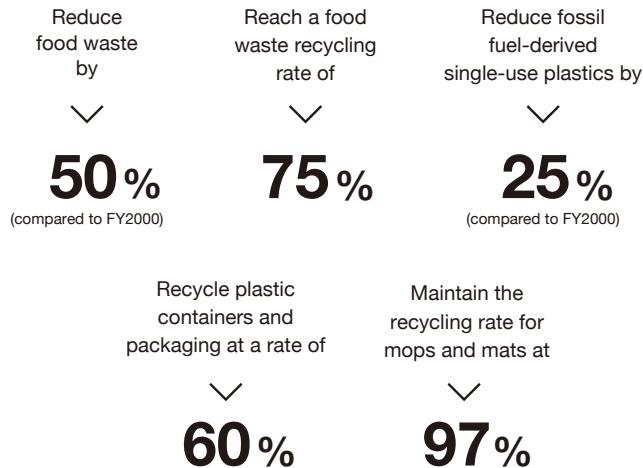 Reduce
food waste
by
50%
(compared to FY2000)
Reach a food
waste recycling
rate of
75%
Reduce fossil
fuel-derived
single-use plastics by
25%
(compared to FY2000)
Recycle plastic
containers and
packaging at a rate of
60%
Maintain the
recycling rate for
mops and mats at
97%